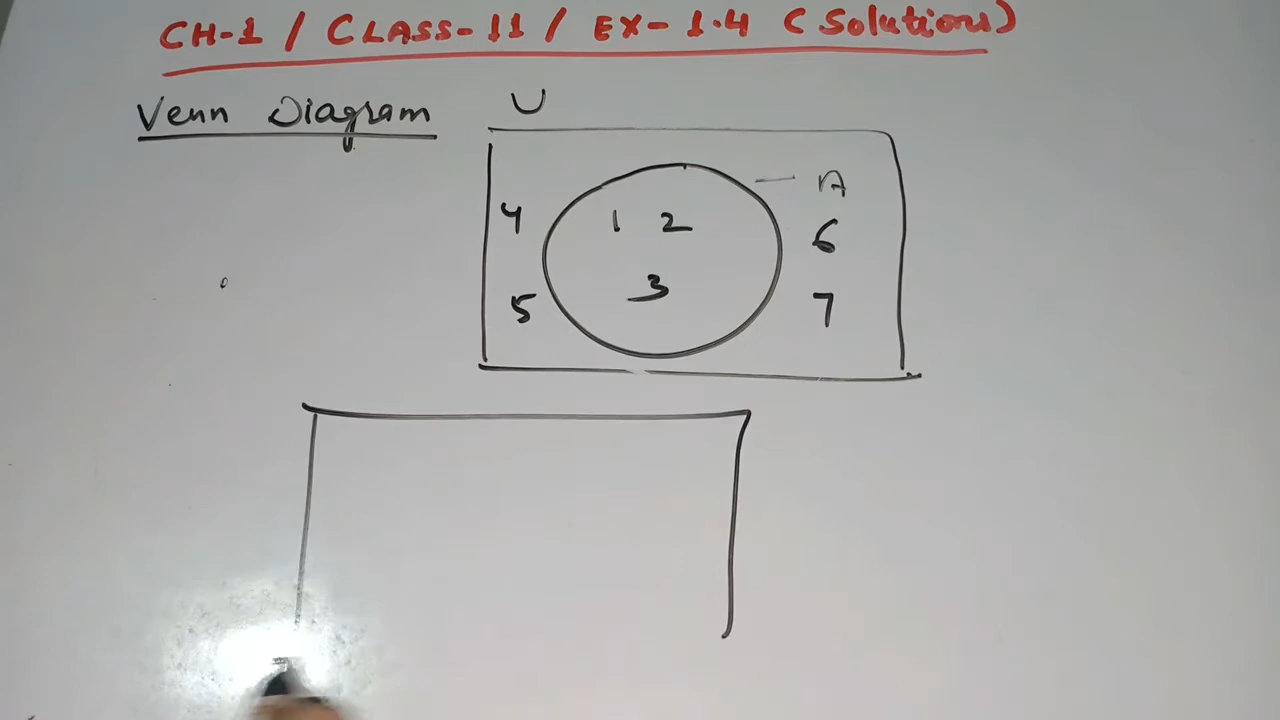 CH-1 / CLASS-11 / EX-1.4 (Solutions)
Venn Diagram
U
A
4 1 2 6
3
5 7